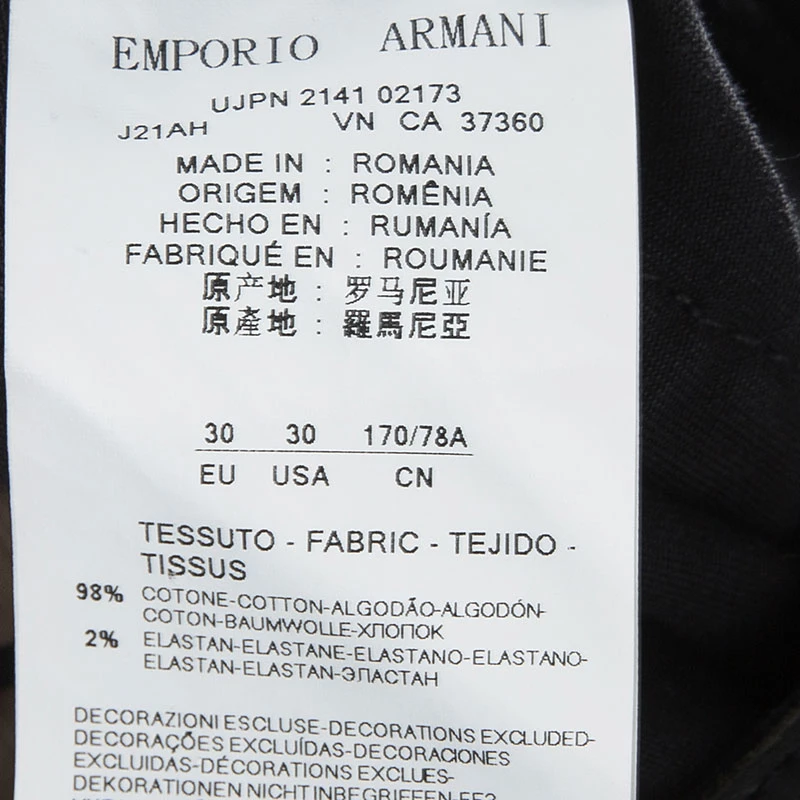 EMPORIO ARMANI
UJPN 2141 02173
J21AH VN CA 37360
MADE IN : ROMANIA
ORIGEM : ROMÊNIA
HECHO EN : RUMANÍA
FABRIQUÉ EN : ROUMANIE
原产地 : 罗马尼亚
原產地 : 羅馬尼亞
30 30 170/78A
EU USA CN
TESSUTO - FABRIC - TEJIDO -
TISSUS
98% COTONE-COTTON-ALGODÃO-ALGODÓN-
COTON-BAUMWOLLE-ХЛОПОК
2% ELASTAN-ELASTANE-ELASTANO-ELASTANO-
ELASTAN-ELASTAN-ЭЛАСТАН
DECORAZIONI ESCLUSE-DECORATIONS EXCLUDED-
DECORAÇÕES EXCLUÍDAS-DECORACIONES
EXCLUIDAS-DÉCORATIONS EXCLUES-
DEKORATIONEN NICHT INBEGRIFFEN-БЕЗ